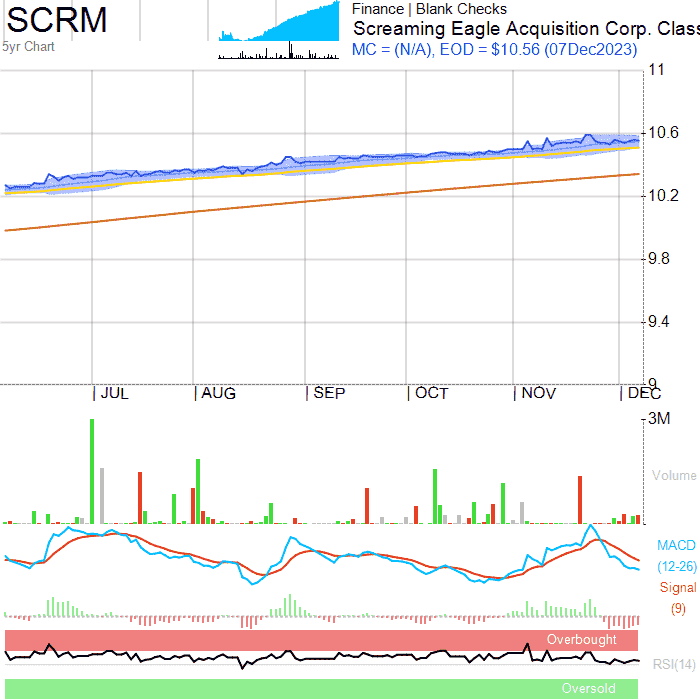 SCRM
5yr Chart
Finance | Blank Checks
Screaming Eagle Acquisition Corp. Class
MC = (N/A), EOD = $10.56 (07Dec2023)
11
10.6
10.2
9.8
9.4
9
JUL
AUG
SEP
OCT
NOV
DEC
3M
Volume
MACD
(12-26)
Signal
(9)
Overbought
RSI(14)
Oversold